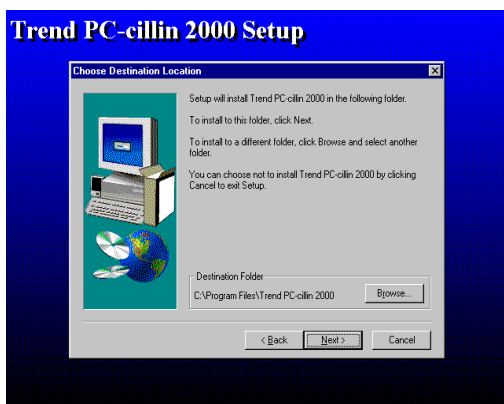 Trend PC-cillin 2000 Setup
Choose Destination Location
Setup will install Trend PC-cillin 2000 in the following folder.
To install to this folder, click Next.
To install to a different folder, click Browse and select another
folder.
You can choose not to install Trend PC-cillin 2000 by clicking
Cancel to exit Setup.
Destination Folder
C:\Program Files\Trend PC-cillin 2000
Browse...
< Back
Next >
Cancel